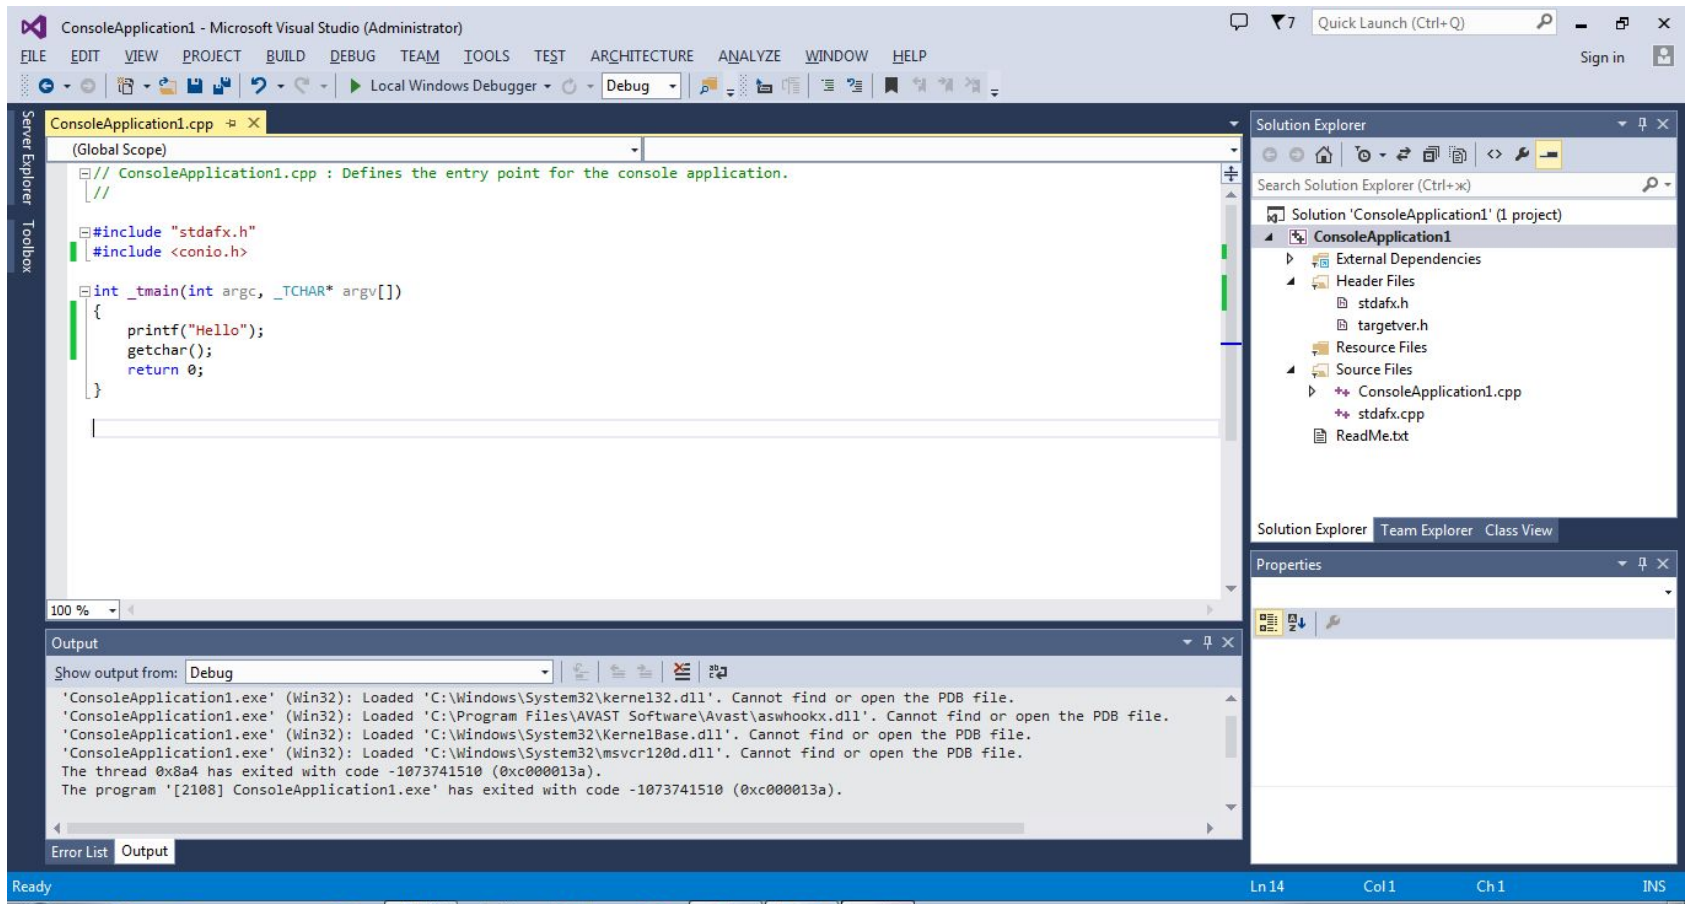 ConsoleApplication1 - Microsoft Visual Studio (Administrator)
7
Quick Launch (Ctrl+Q)
FILE EDIT VIEW PROJECT BUILD DEBUG TEAM TOOLS TEST ARCHITECTURE ANALYZE WINDOW HELP
Sign in
Local Windows Debugger
Debug
Server Explorer
Toolbox
ConsoleApplication1.cpp
(Global Scope)
// ConsoleApplication1.cpp : Defines the entry point for the console application.
//
#include "stdafx.h"
#include <conio.h>
int _tmain(int argc, _TCHAR* argv[])
{
printf("Hello");
getchar();
return 0;
}
100 %
Output
Show output from: Debug
'ConsoleApplication1.exe' (Win32): Loaded 'C:\Windows\System32\kernel32.dll'. Cannot find or open the PDB file.
'ConsoleApplication1.exe' (Win32): Loaded 'C:\Program Files\AVAST Software\Avast\aswhookx.dll'. Cannot find or open the PDB file.
'ConsoleApplication1.exe' (Win32): Loaded 'C:\Windows\System32\KernelBase.dll'. Cannot find or open the PDB file.
'ConsoleApplication1.exe' (Win32): Loaded 'C:\Windows\System32\msvcr120d.dll'. Cannot find or open the PDB file.
The thread 0x8a4 has exited with code -1073741510 (0xc000013a).
The program '[2108] ConsoleApplication1.exe' has exited with code -1073741510 (0xc000013a).
Error List Output
Solution Explorer
Search Solution Explorer (Ctrl+ж)
Solution 'ConsoleApplication1' (1 project)
ConsoleApplication1
External Dependencies
Header Files
stdafx.h
targetver.h
Resource Files
Source Files
ConsoleApplication1.cpp
stdafx.cpp
ReadMe.txt
Solution Explorer Team Explorer Class View
Properties
Ready
Ln 14 Col 1 Ch 1 INS